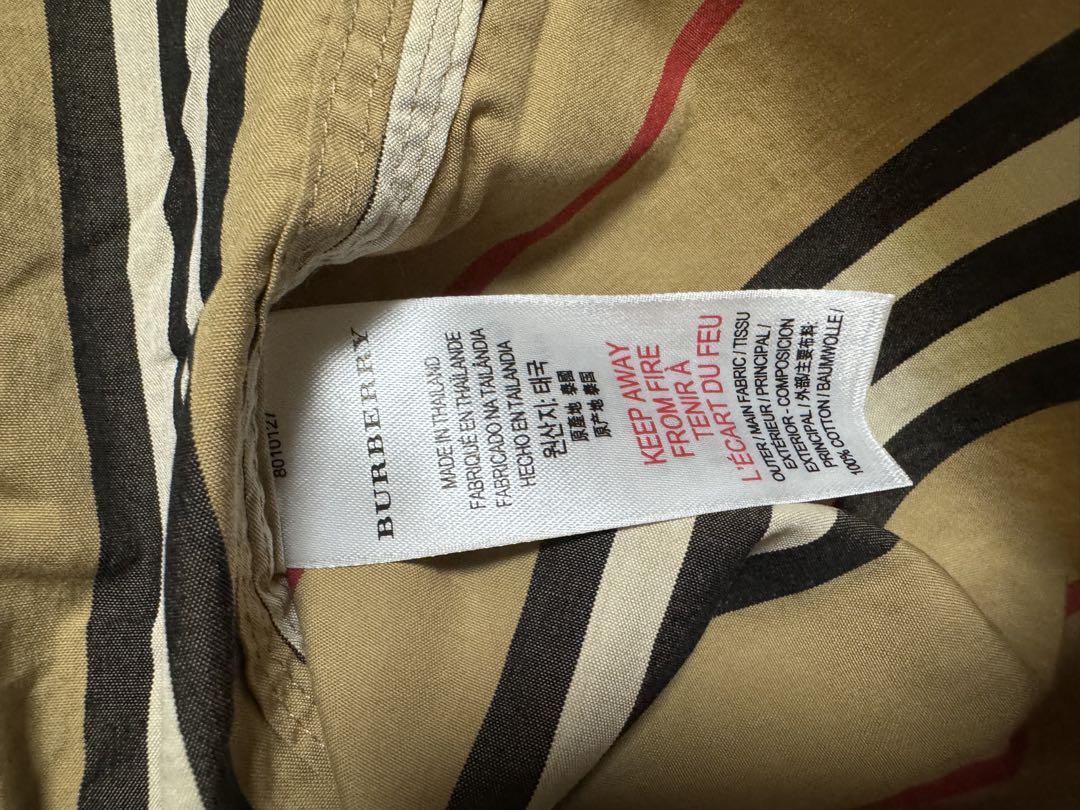 8010127
BURBERRY
MADE IN THAILAND
FABRIQUÉ EN THAÏLANDE
FABRICADO NA TAILÂNDIA
HECHO EN TAILANDIA
원산지: 태국
原產地 泰國
原产地 泰国
KEEP AWAY
FROM FIRE
TENIR À
L'ÉCART DU FEU
OUTER / MAIN FABRIC / TISSU
EXTÉRIEUR / PRINCIPAL /
EXTERIOR - COMPOSICION
PRINCIPAL / 外部主要布料:
100% COTTON / BAUMWOLLE /